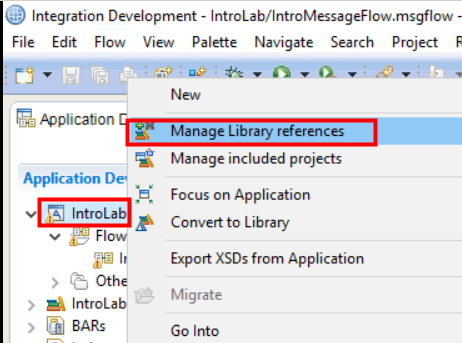 Integration Development - IntroLab/IntroMessageFlow.msgflow -
File Edit Flow View Palette Navigate Search Project
New
Application D
Manage Library references
Manage included projects
Application De
Focus on Application
IntroLab
Convert to Library
Flow
Export XSDs from Application
Othe
Migrate
IntroLab
BARs
Go Into